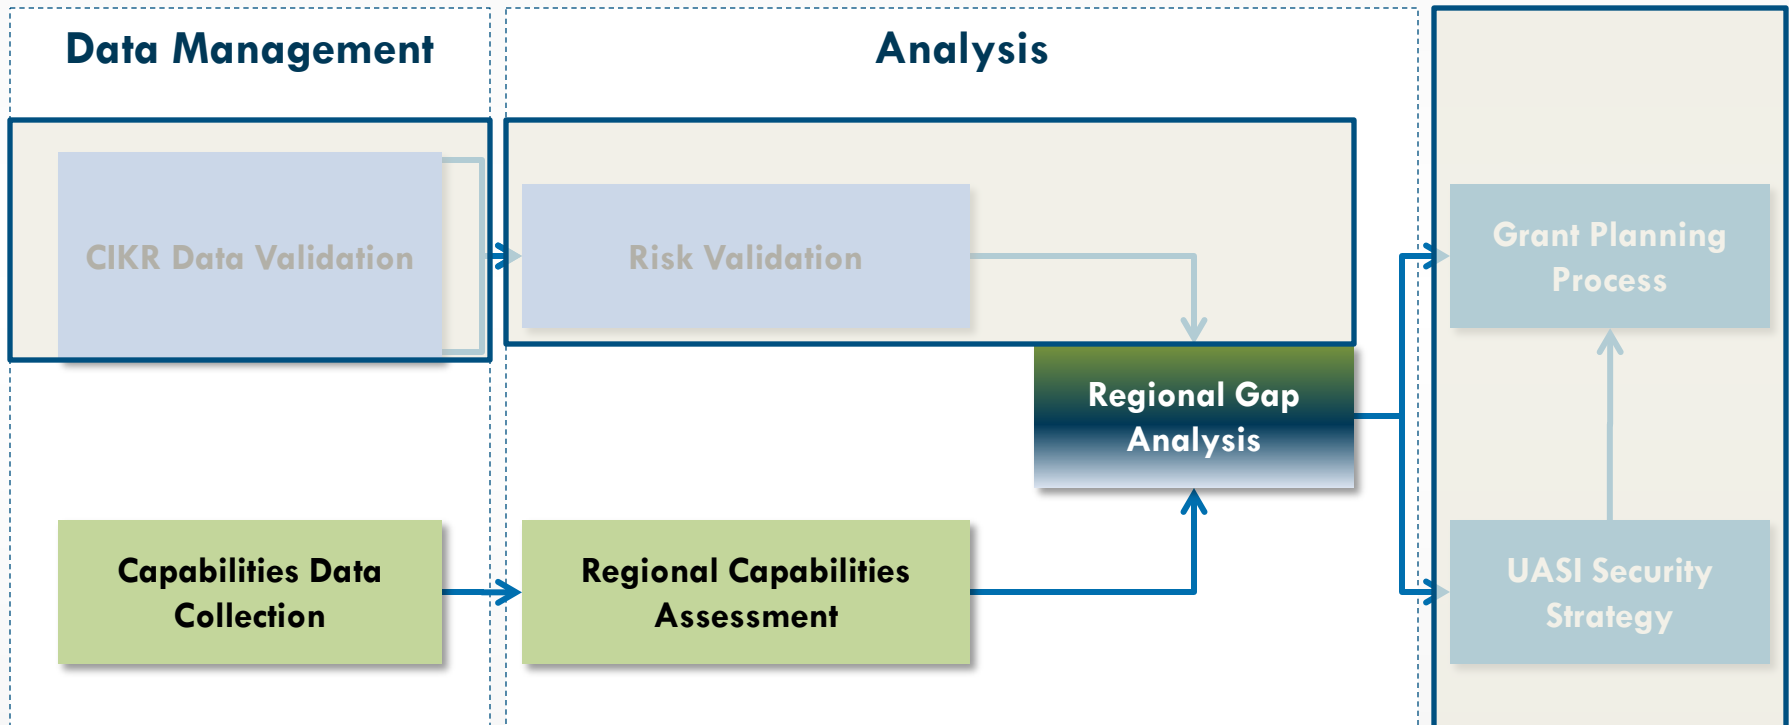 Data Management
Analysis
CIKR Data Validation
Risk Validation
Grant Planning
Process
Regional Gap
Analysis
Capabilities Data
Collection
Regional Capabilities
Assessment
UASI Security
Strategy